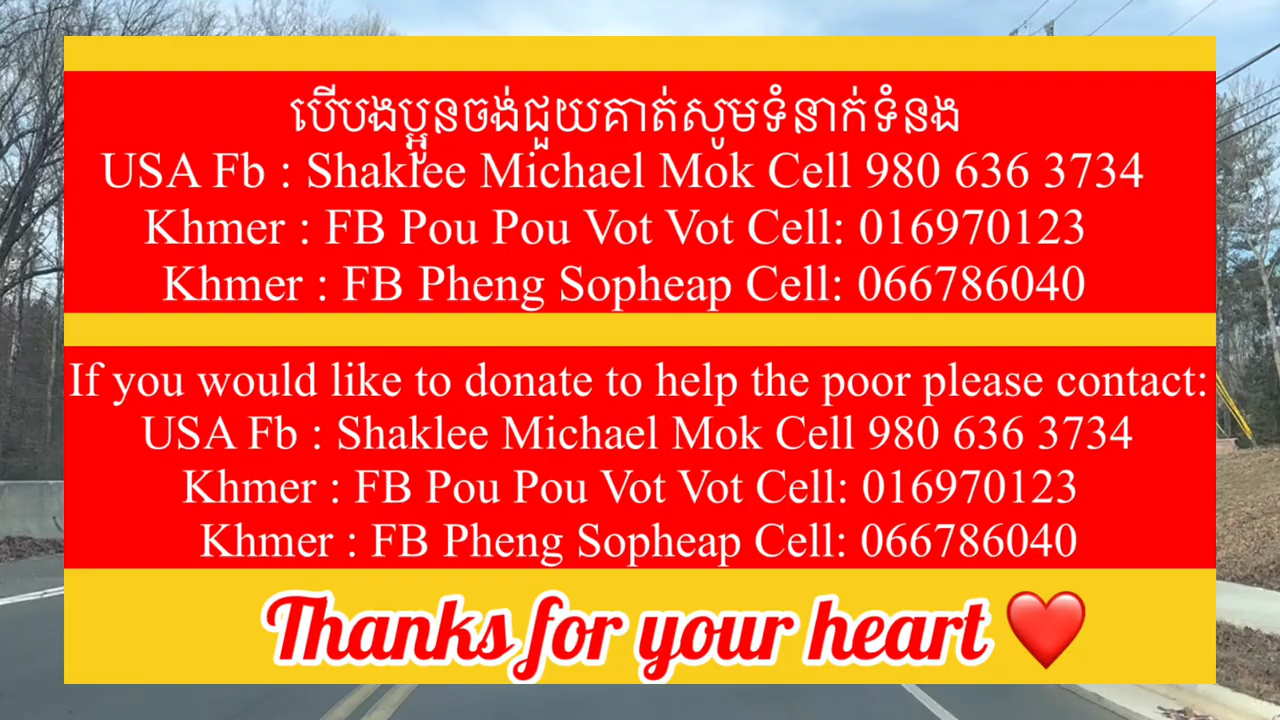 បើបងប្អូនចង់ជួយគាត់សូមទំនាក់ទំនង
USA Fb : Shaklee Michael Mok Cell 980 636 3734
Khmer : FB Pou Pou Vot Vot Cell: 016970123
Khmer : FB Pheng Sopheap Cell: 066786040
If you would like to donate to help the poor please contact:
USA Fb : Shaklee Michael Mok Cell 980 636 3734
Khmer : FB Pou Pou Vot Vot Cell: 016970123
Khmer : FB Pheng Sopheap Cell: 066786040
Thanks for your heart ❤️